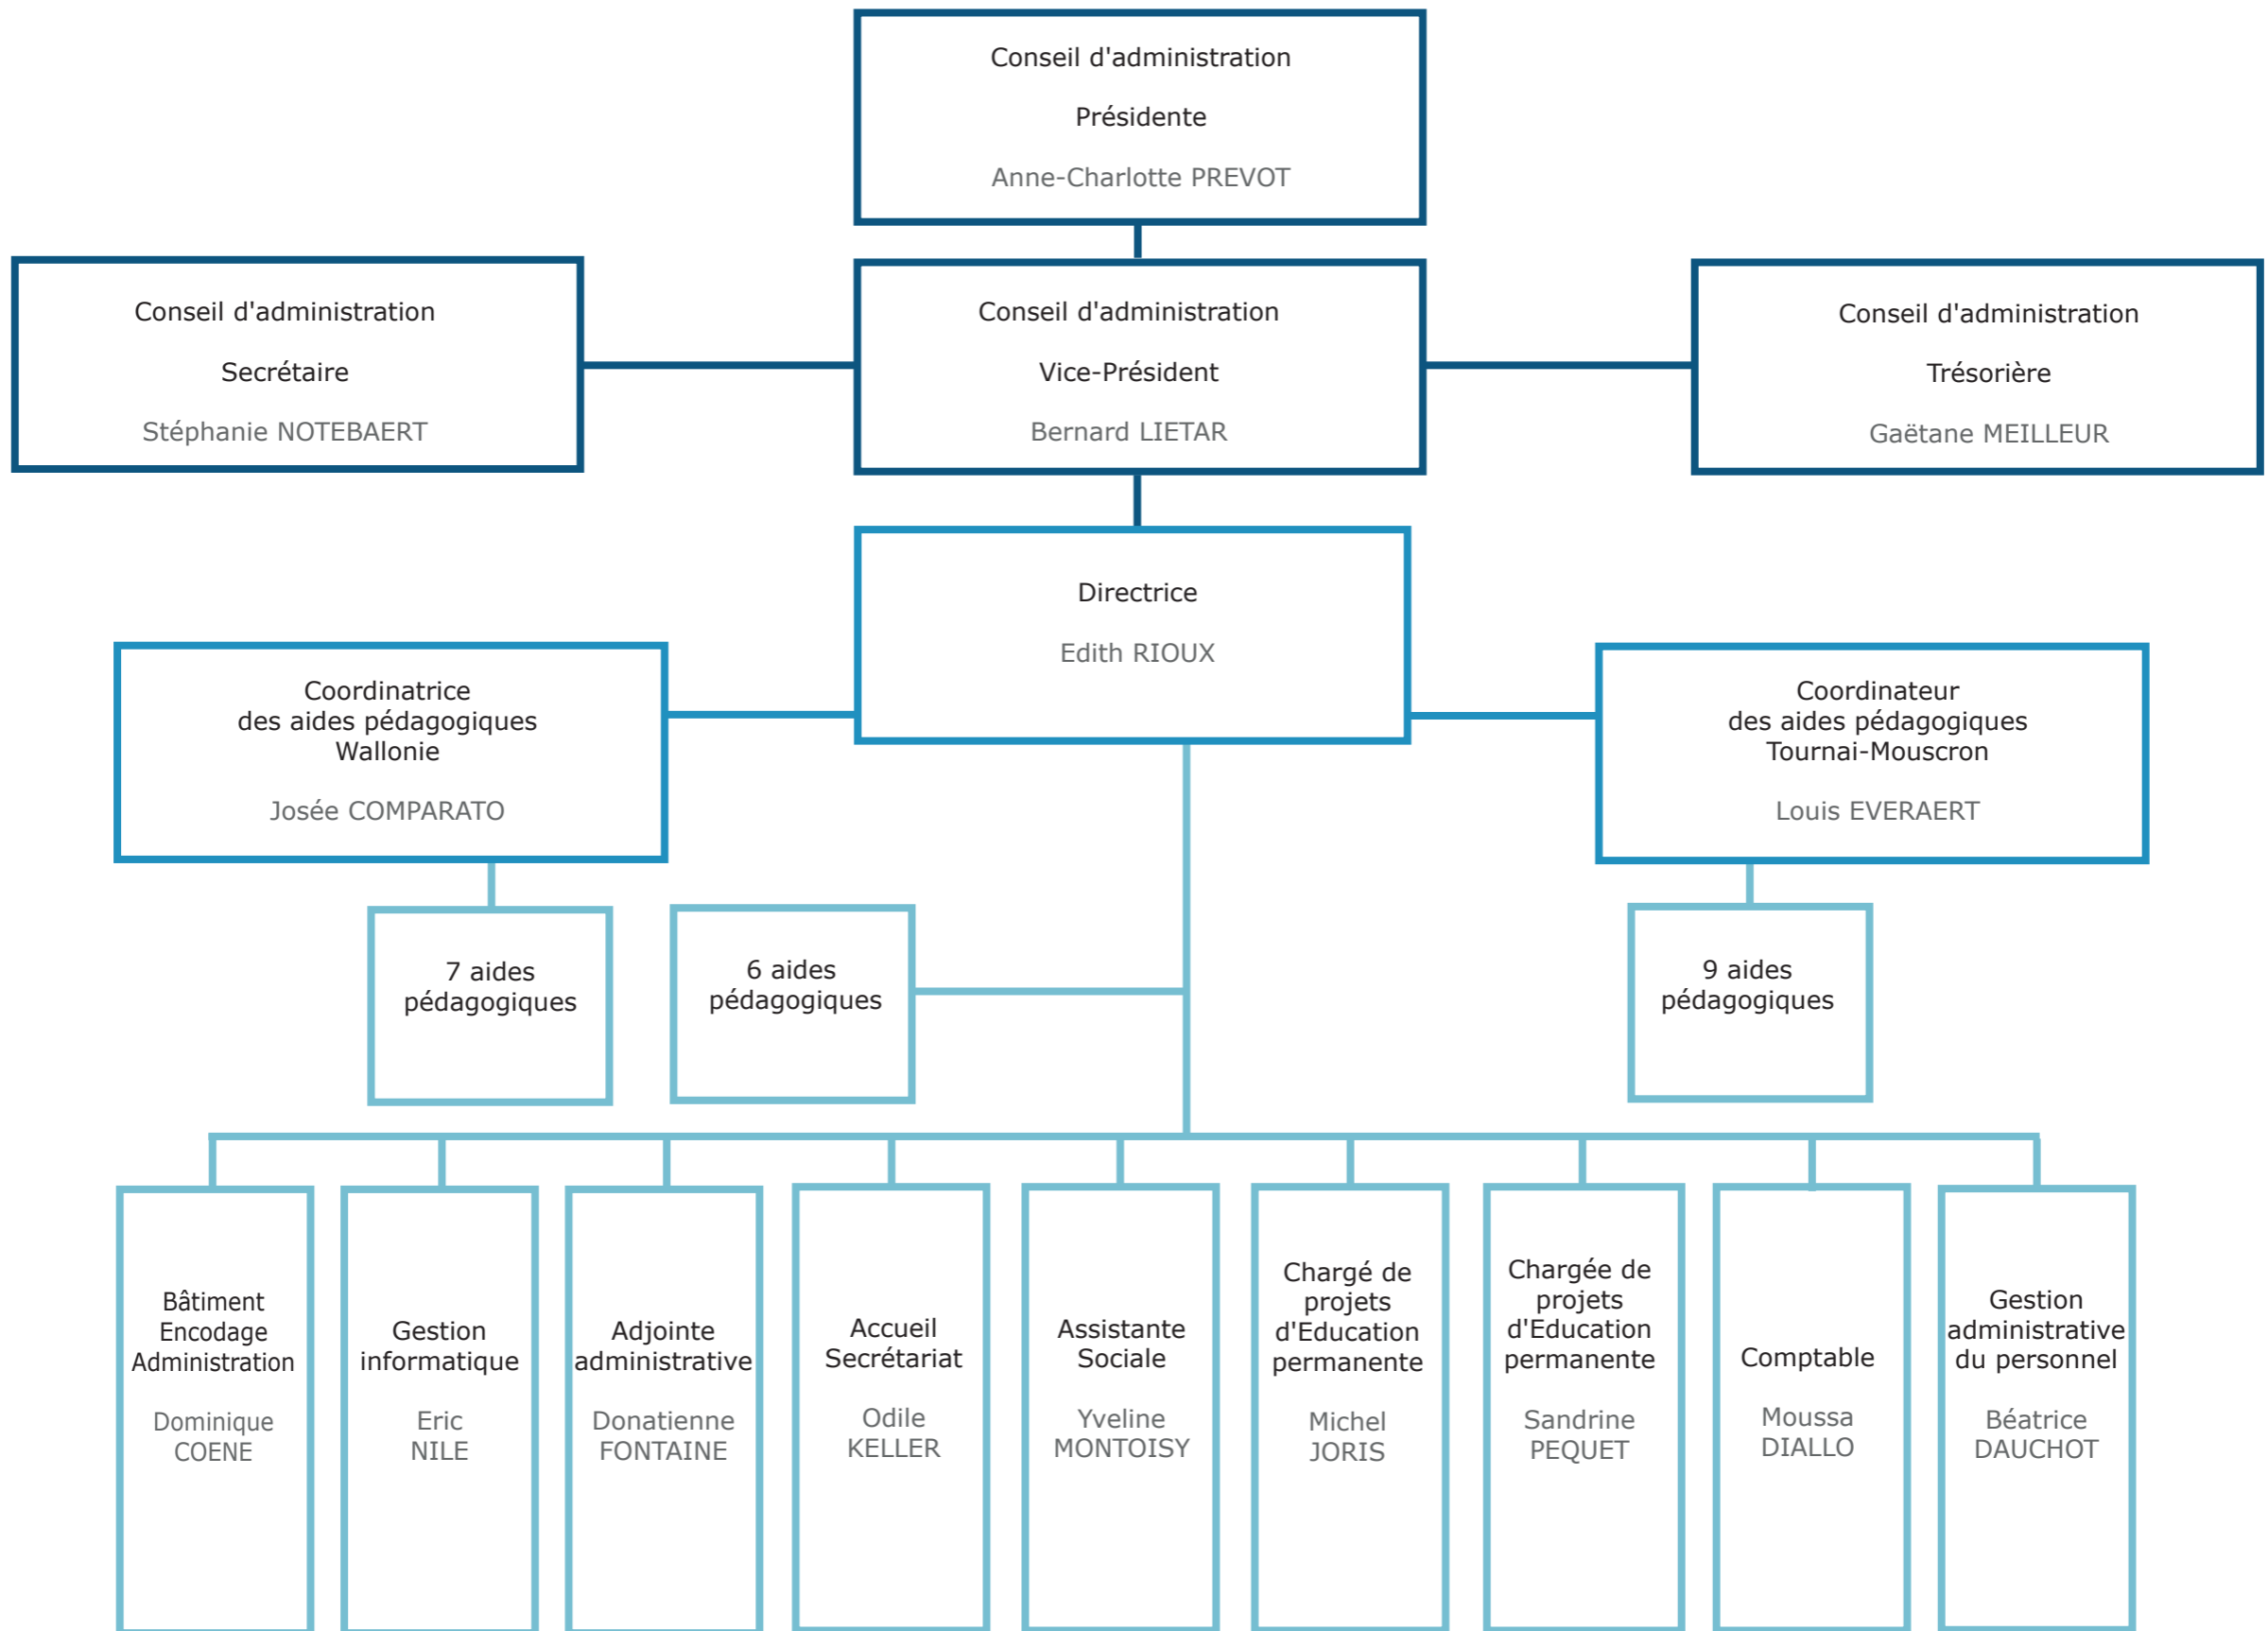 Conseil d'administration
Présidente
Anne-Charlotte PREVOT
Conseil d'administration
Secrétaire
Stéphanie NOTEBAERT
Conseil d'administration
Vice-Président
Bernard LIETAR
Conseil d'administration
Trésorière
Gaëtane MEILLEUR
Directrice
Edith RIOUX
Coordinatrice
des aides pédagogiques
Wallonie
Josée COMPARATO
Coordinateur
des aides pédagogiques
Tournai-Mouscron
Louis EVERAERT
7 aides
pédagogiques
6 aides
pédagogiques
9 aides
pédagogiques
Bâtiment
Encodage
Administration
Dominique
COENE
Gestion
informatique
Eric
NILE
Adjointe
administrative
Donatienne
FONTAINE
Accueil
Secrétariat
Odile
KELLER
Assistante
Sociale
Yveline
MONTOISY
Chargé de
projets
d'Education
permanente
Michel
JORIS
Chargée de
projets
d'Education
permanente
Sandrine
PEQUET
Comptable
Moussa
DIALLO
Gestion
administrative
du personnel
Béatrice
DAUCHOT